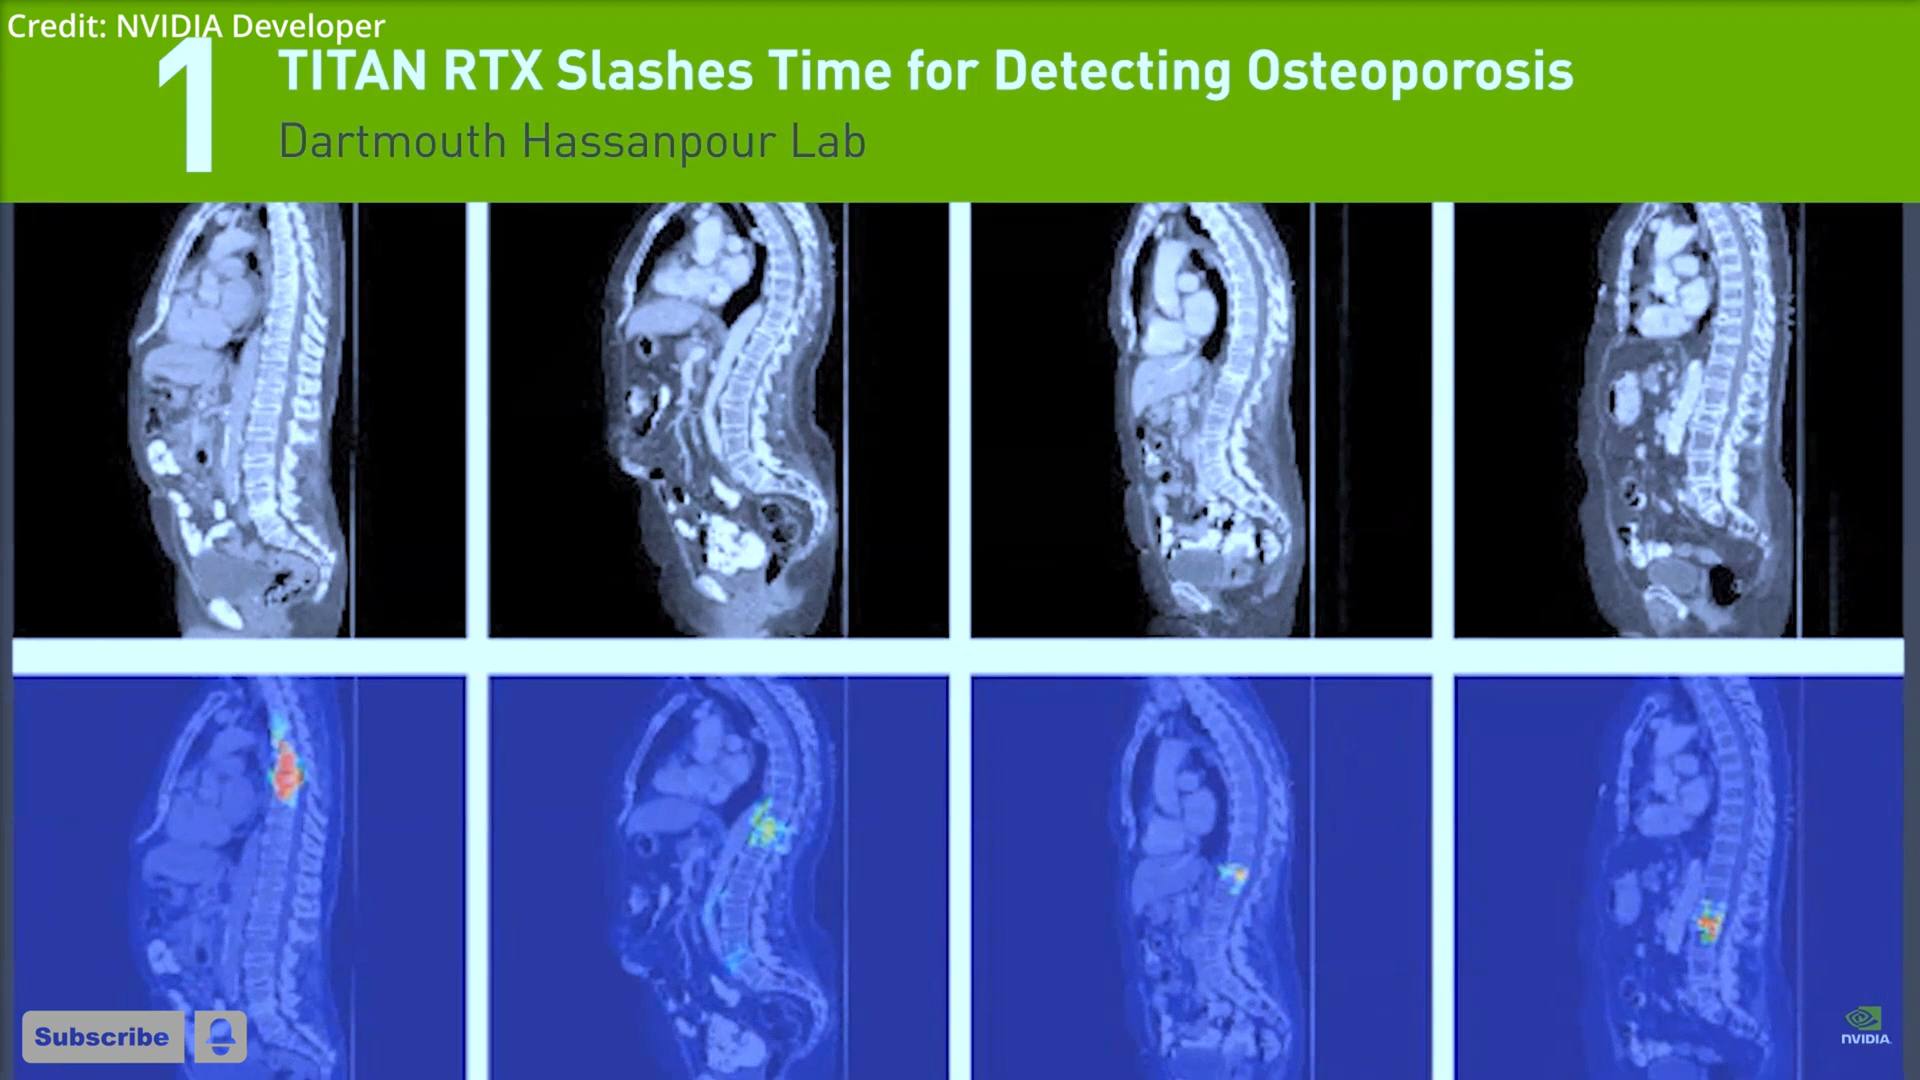 Credit: NVIDIA Developer
1
TITAN RTX Slashes Time for Detecting Osteoporosis
Dartmouth Hassanpour Lab
Subscribe
NVIDIA